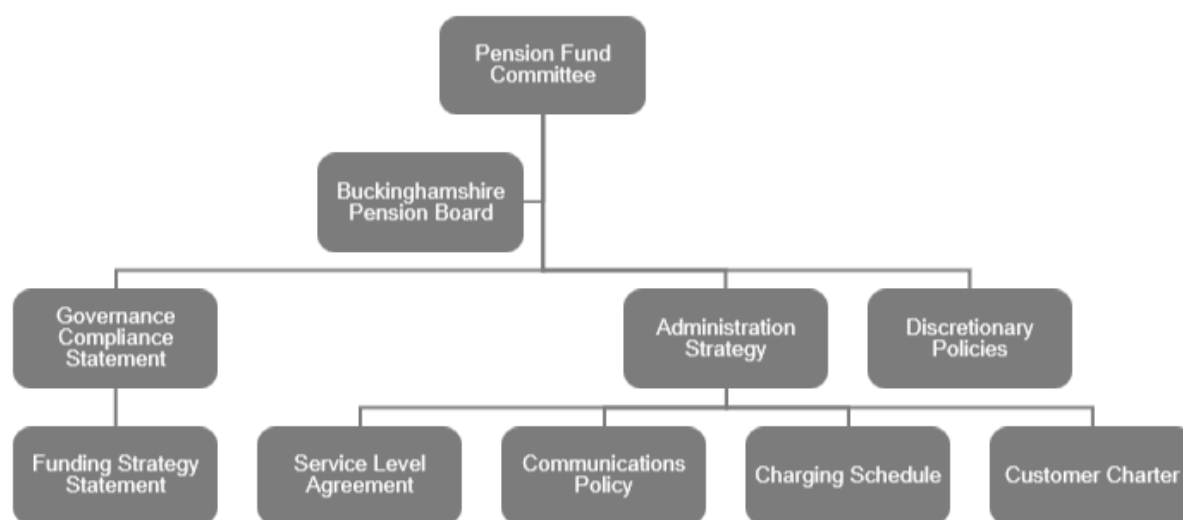 Pension Fund
Committee
Buckinghamshire
Pension Board
Governance
Compliance
Statement
Administration
Strategy
Discretionary
Policies
Funding Strategy
Statement
Service Level
Agreement
Communications
Policy
Charging Schedule
Customer Charter